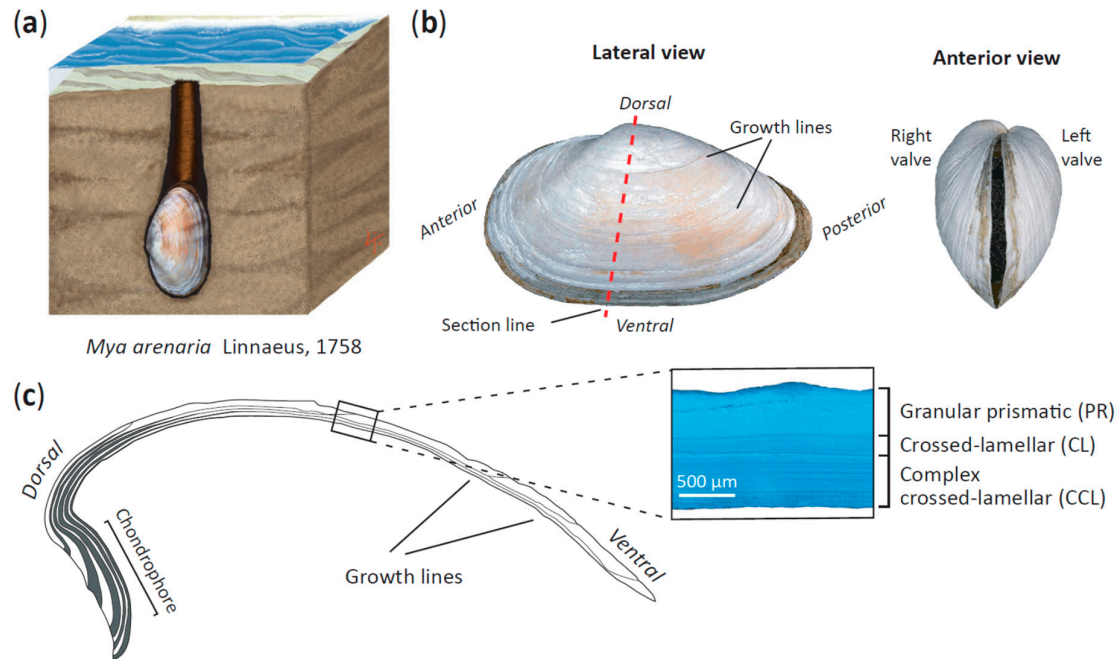 (a)
Mya arenaria Linnaeus, 1758
(b)
Lateral view
Anterior view
Dorsal
Growth lines
Right
valve
Left
valve
Anterior
Posterior
Section line
Ventral
(c)
Dorsal
Chondrophore
Growth lines
Ventral
500 µm
Granular prismatic (PR)
Crossed-lamellar (CL)
Complex
crossed-lamellar (CCL)